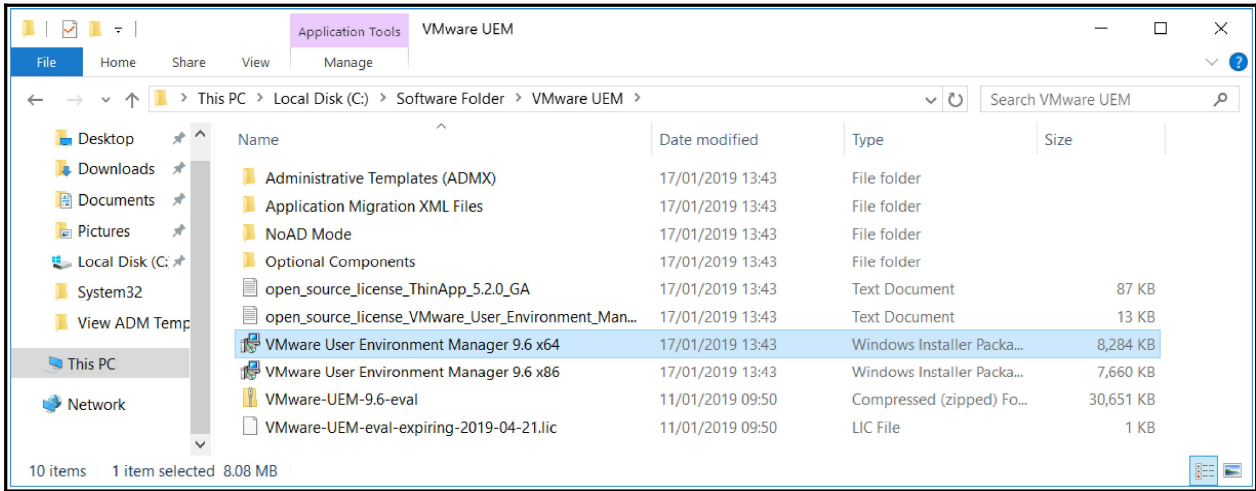 Application Tools VMware UEM
File Home Share View Manage
This PC > Local Disk (C:) > Software Folder > VMware UEM > Search VMware UEM
Desktop
Downloads
Documents
Pictures
Local Disk (C:
System32
View ADM Temp
This PC
Network
Name Date modified Type Size
Administrative Templates (ADMX) 17/01/2019 13:43 File folder
Application Migration XML Files 17/01/2019 13:43 File folder
NoAD Mode 17/01/2019 13:43 File folder
Optional Components 17/01/2019 13:43 File folder
open_source_license_ThinApp_5.2.0_GA 17/01/2019 13:43 Text Document 87 KB
open_source_license_VMware_User_Environment_Man... 17/01/2019 13:43 Text Document 13 KB
VMware User Environment Manager 9.6 x64 17/01/2019 13:43 Windows Installer Packa... 8,284 KB
VMware User Environment Manager 9.6 x86 17/01/2019 13:43 Windows Installer Packa... 7,660 KB
VMware-UEM-9.6-eval 11/01/2019 09:50 Compressed (zipped) Fo... 30,651 KB
VMware-UEM-eval-expiring-2019-04-21.lic 11/01/2019 09:50 LIC File 1 KB
10 items 1 item selected 8.08 MB